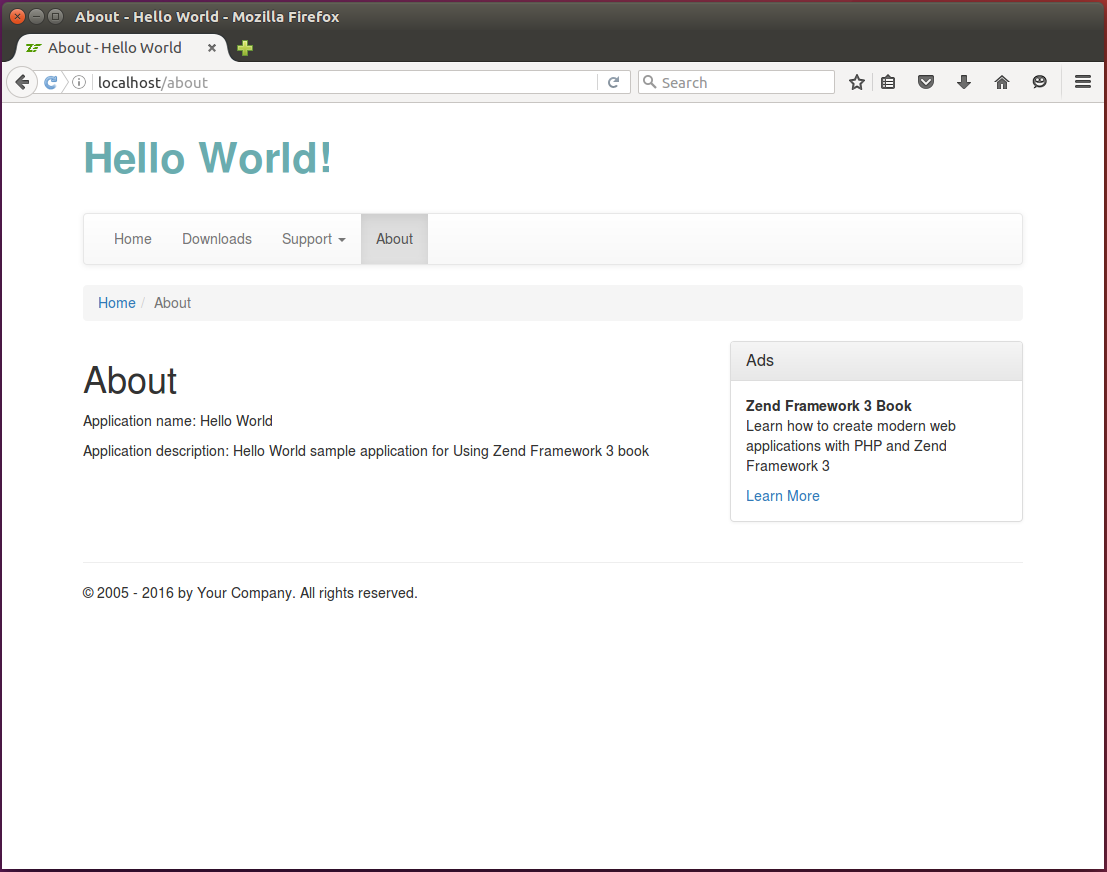 About - Hello World - Mozilla Firefox
ZF About - Hello World
localhost/about
Search
Hello World!
Home Downloads Support About
Home / About
About
Application name: Hello World
Application description: Hello World sample application for Using Zend Framework 3 book
Ads
Zend Framework 3 Book
Learn how to create modern web
applications with PHP and Zend
Framework 3
Learn More
© 2005 - 2016 by Your Company. All rights reserved.